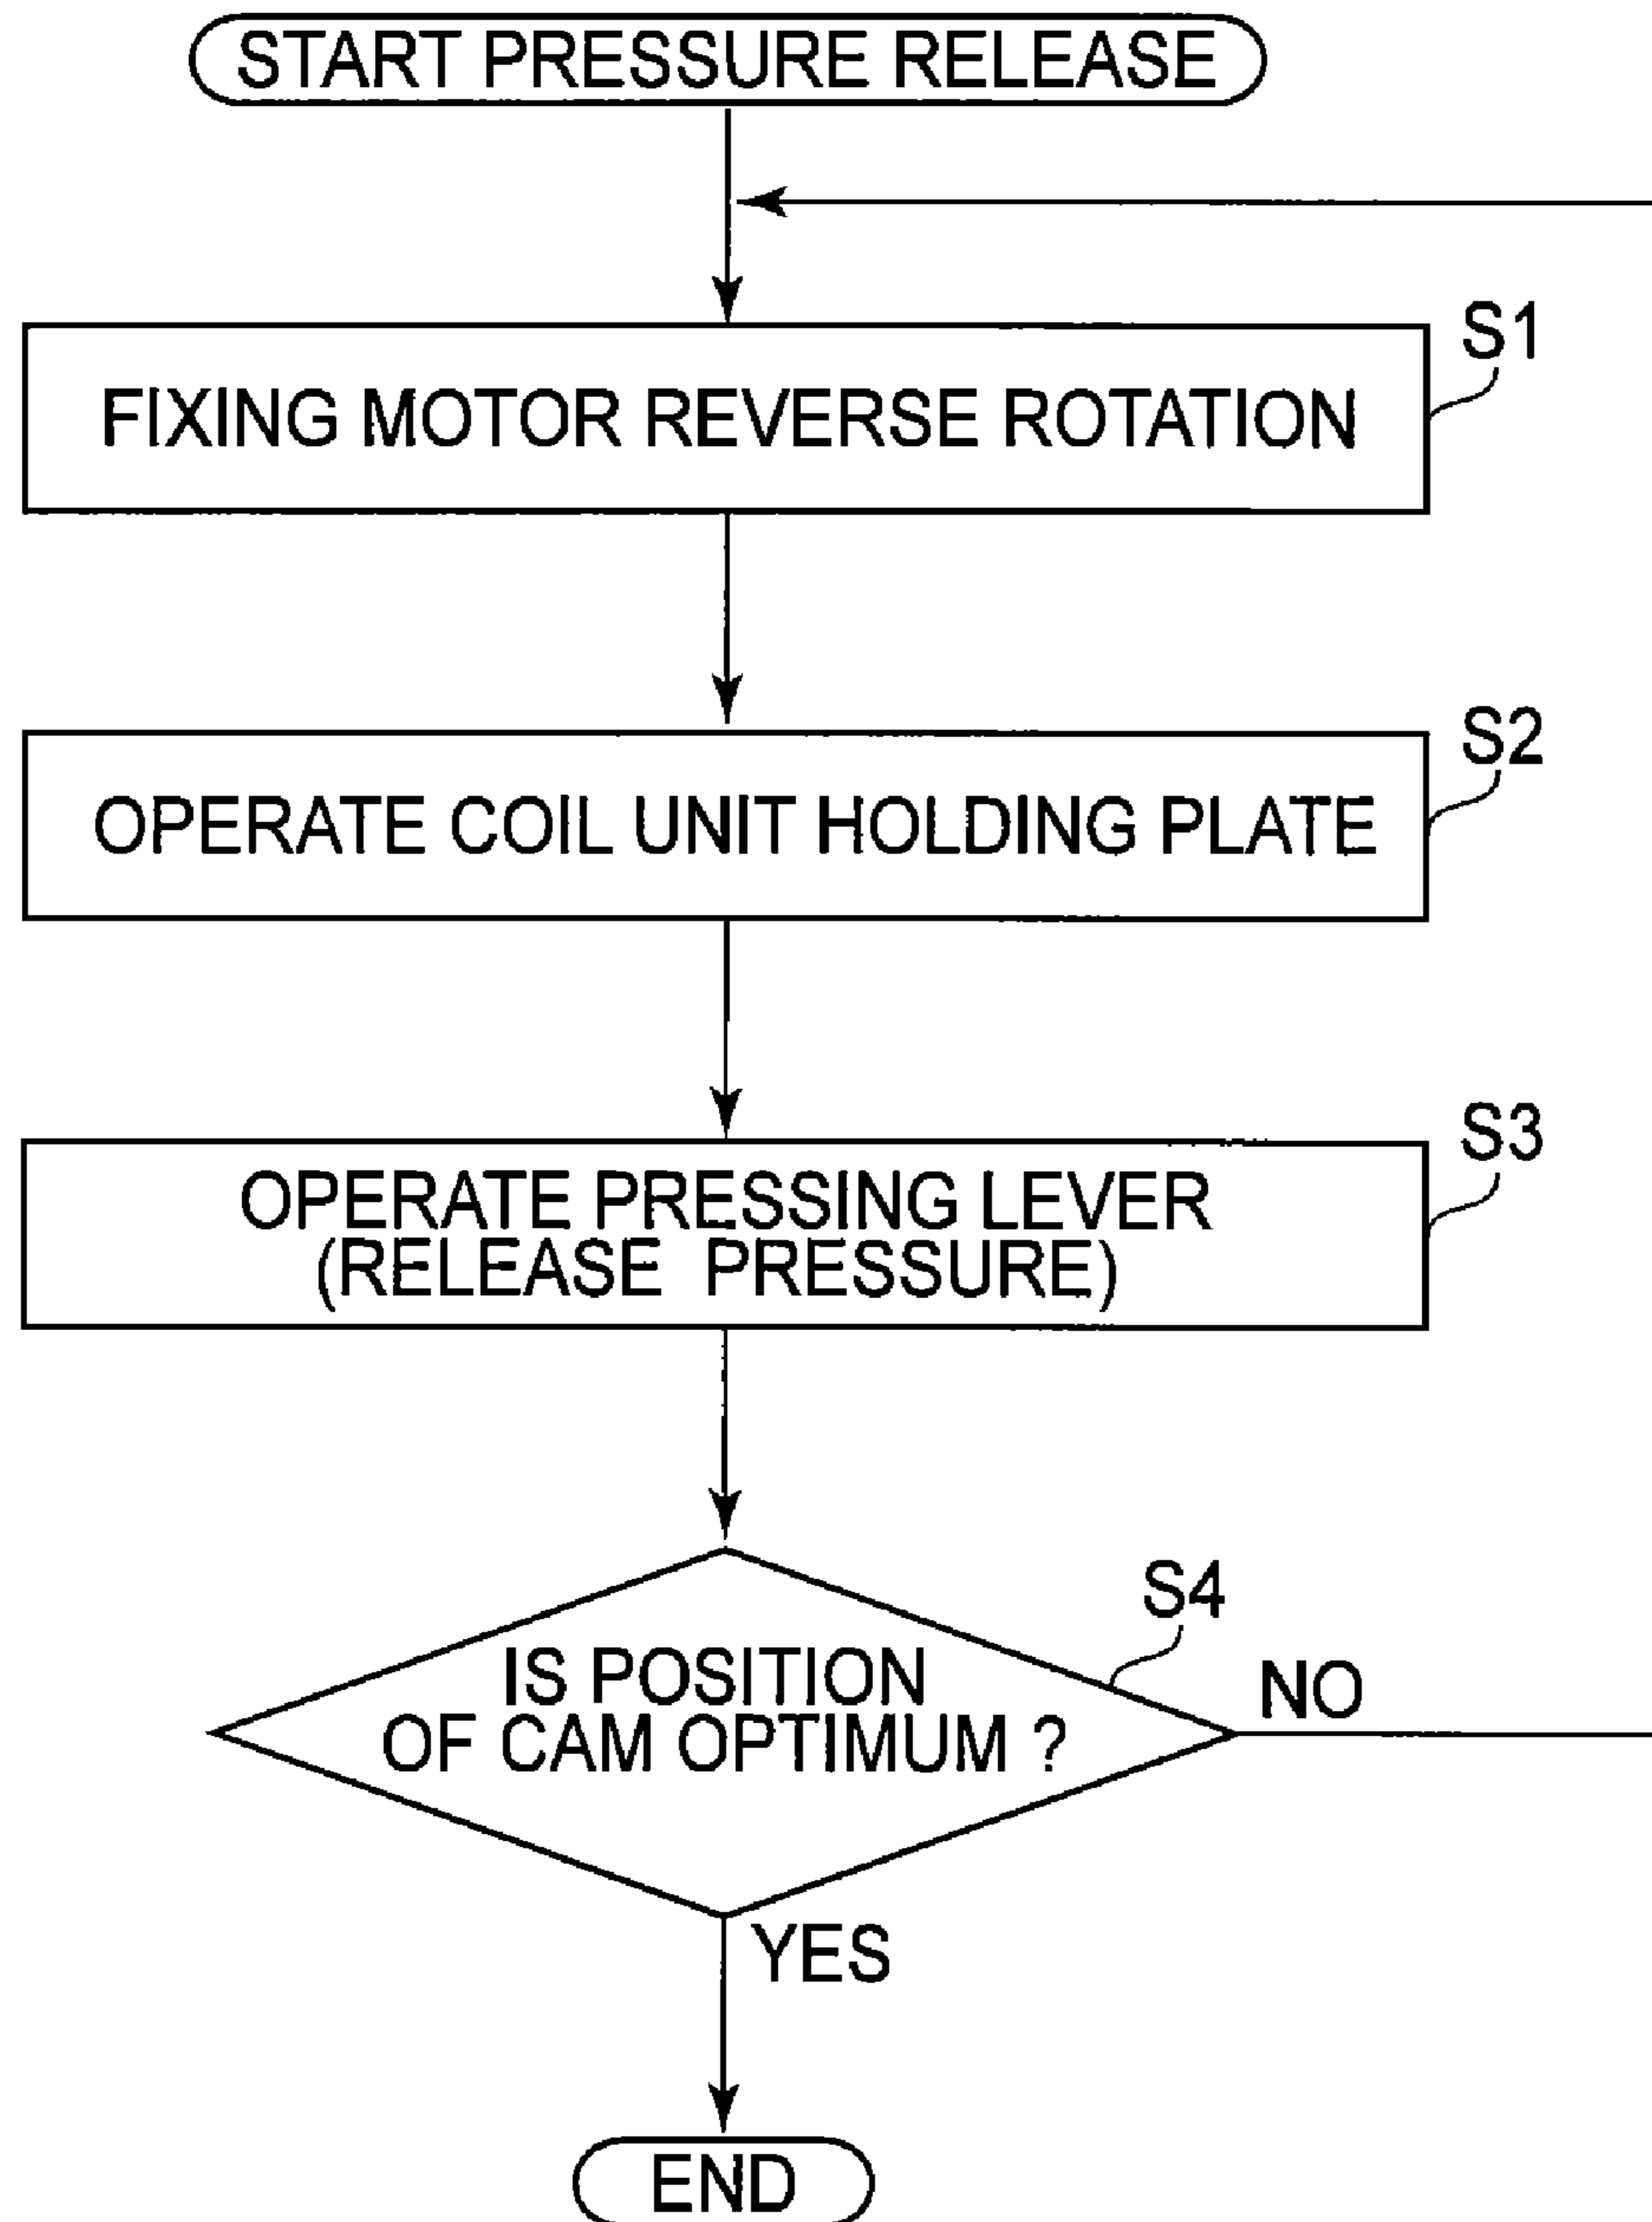 START PRESSURE RELEASE
S1
FIXING MOTOR REVERSE ROTATION
S2
OPERATE COIL UNIT HOLDING PLATE
S3
OPERATE PRESSING LEVER
(RELEASE PRESSURE)
S4
IS POSITION
OF CAM OPTIMUM ?
NO
YES
END